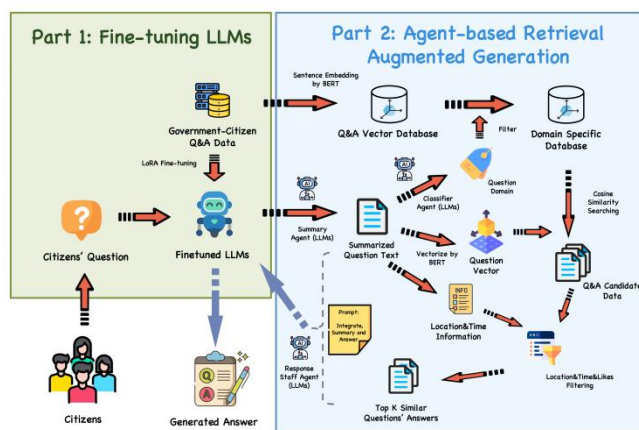 Part 1: Fine-tuning LLMs
Part 2: Agent-based Retrieval
Augmented Generation
Government-Citizen
Q&A Data
LoRA Fine-tuning
Citizens' Question
Finetuned LLMs
Citizens
Q
A
Generated Answer
Sentence Embedding
by BERT
Q&A Vector Database
Filter
Domain Specific
Database
AI
Summary
Agent (LLMs)
Summarized
Question Text
AI
Classifier
Agent (LLMs)
Question
Domain
Vectorize by BERT
Question
Vector
Cosine
Similarity
Searching
Q&A Candidate
Data
INFO
Location&Time
Information
Location&Time&Likes
Filtering
Top K Similar
Questions' Answers
Prompt:
Integrate,
Summary and
Answer
AI
Response
Staff Agent
(LLMs)